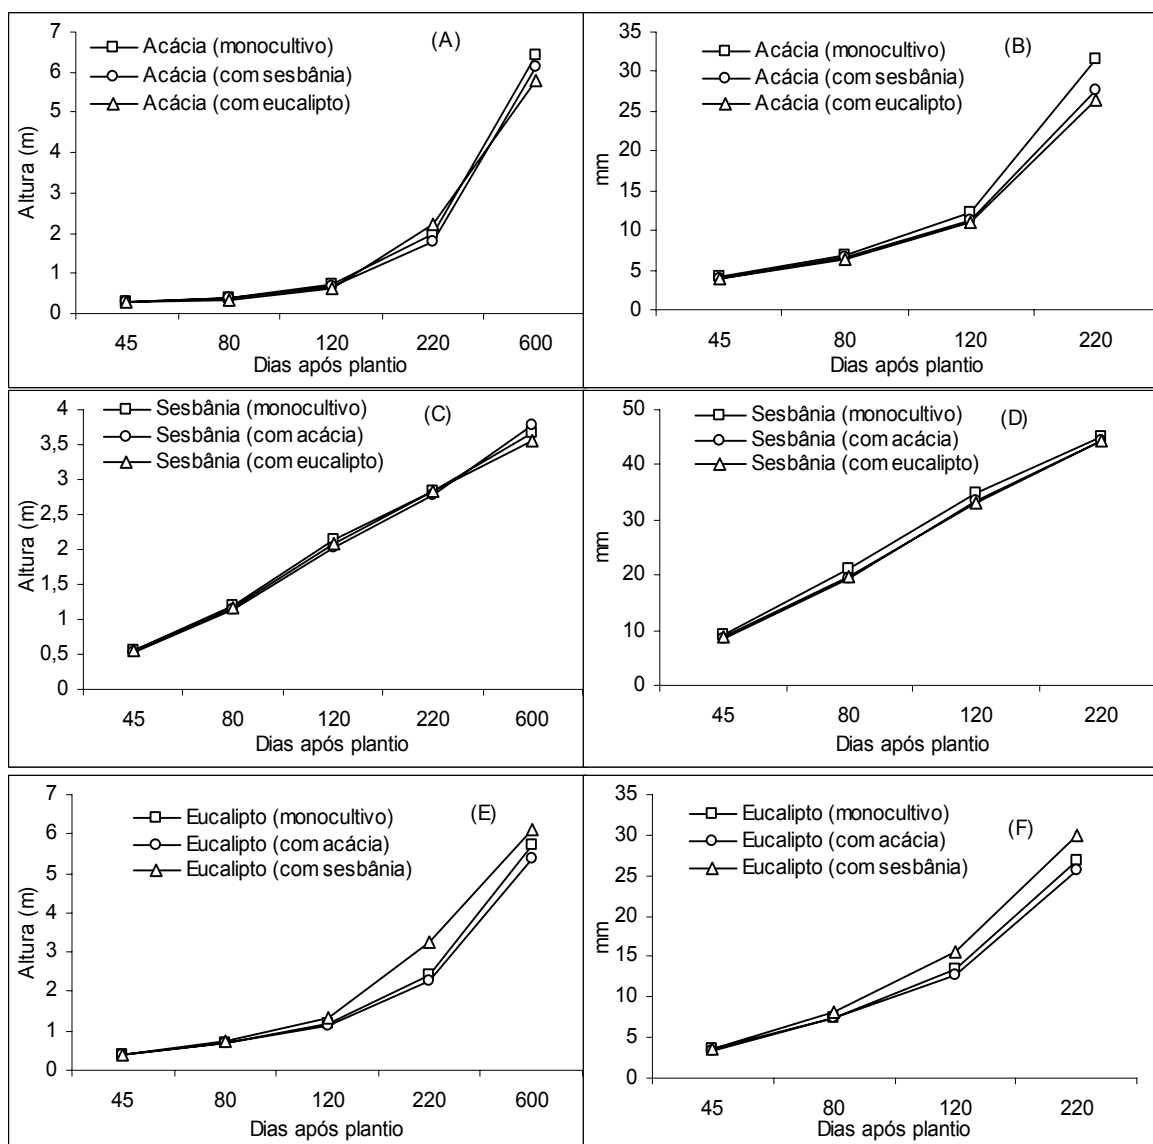 (A)
Acácia (monocultivo)
Acácia (com sesbânia)
Acácia (com eucalipto)
Altura (m)
7
6
5
4
3
2
1
0
45 80 120 220 600
Dias após plantio
(B)
Acácia (monocultivo)
Acácia (com sesbânia)
Acácia (com eucalipto)
mm
35
30
25
20
15
10
5
0
45 80 120 220
Dias após plantio
(C)
Sesbânia (monocultivo)
Sesbânia (com acácia)
Sesbânia (com eucalipto)
Altura (m)
4
3,5
3
2,5
2
1,5
1
0,5
0
45 80 120 220 600
Dias após plantio
(D)
Sesbânia (monocultivo)
Sesbânia (com acácia)
Sesbânia (com eucalipto)
mm
50
40
30
20
10
0
45 80 120 220
Dias após plantio
(E)
Eucalipto (monocultivo)
Eucalipto (com acácia)
Eucalipto (com sesbânia)
Altura (m)
7
6
5
4
3
2
1
0
45 80 120 220 600
Dias após plantio
(F)
Eucalipto (monocultivo)
Eucalipto (com acácia)
Eucalipto (com sesbânia)
mm
35
30
25
20
15
10
5
0
45 80 120 220
Dias após plantio